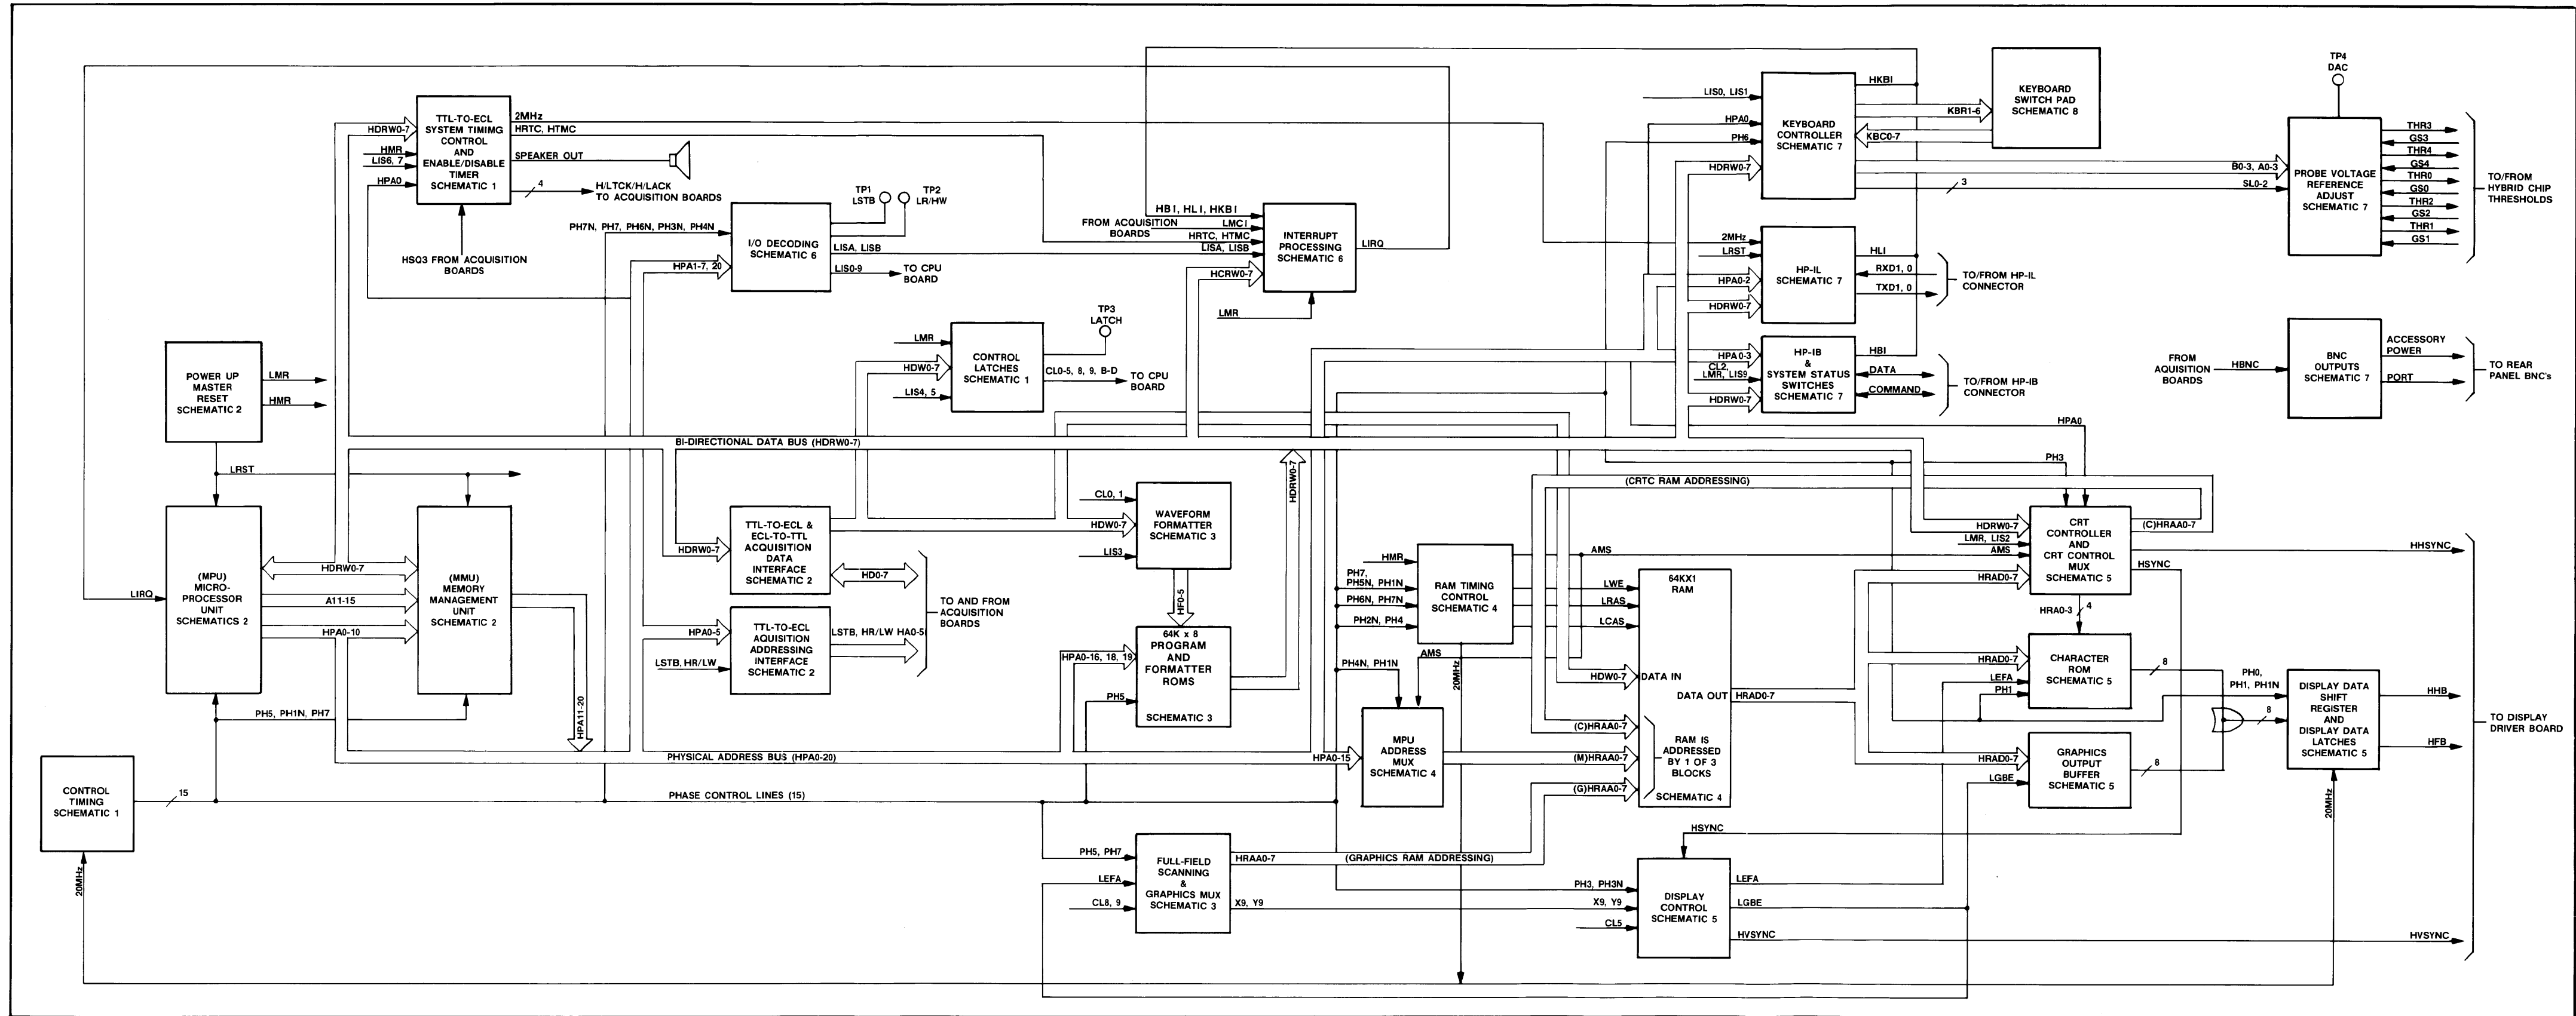 TTL-TO-ECL
SYSTEM TIMIMG
CONTROL
AND
ENABLE/DISABLE
TIMER
SCHEMATIC 1
HDRW0-7
HMR
LIS6, 7
HPA0
2MHz
HRTC, HTMC
SPEAKER OUT
4
H/LTCK/H/LACK
TO ACQUISITION BOARDS
HSQ3 FROM ACQUISITION
BOARDS
PH7N, PH7, PH6N, PH3N, PH4N
HPA1-7, 20
I/O DECODING
SCHEMATIC 6
TP1
LSTB
TP2
LR/HW
LISA, LISB
LIS0-9
TO CPU
BOARD
HBI, HLI, HKBI
FROM ACQUISITION
BOARDS
LMCI
HRTC, HTMC
LISA, LISB
HCRW0-7
LMR
INTERRUPT
PROCESSING
SCHEMATIC 6
LIRQ
LIS0, LIS1
HPA0
PH6
HDRW0-7
KEYBOARD
CONTROLLER
SCHEMATIC 7
HKBI
KBR1-6
KBC0-7
KEYBOARD
SWITCH PAD
SCHEMATIC 8
B0-3, A0-3
3
SL0-2
TP4
DAC
PROBE VOLTAGE
REFERENCE
ADJUST
SCHEMATIC 7
THR3
GS3
THR4
GS4
THR0
GS0
THR2
GS2
THR1
GS1
TO/FROM
HYBRID CHIP
THRESHOLDS
2MHz
LRST
HPA0-2
HDRW0-7
HP-IL
SCHEMATIC 7
HLI
RXD1, 0
TXD1, 0
TO/FROM HP-IL
CONNECTOR
HPA0-3
CL2,
LMR, LIS9
HDRW0-7
HP-IB
&
SYSTEM STATUS
SWITCHES
SCHEMATIC 7
HBI
DATA
COMMAND
TO/FROM HP-IB
CONNECTOR
FROM
AQUISITION
BOARDS
HBNC
BNC
OUTPUTS
SCHEMATIC 7
ACCESSORY
POWER
PORT
TO REAR
PANEL BNC's
POWER UP
MASTER
RESET
SCHEMATIC 2
LMR
HMR
LRST
LMR
HDW0-7
LIS4, 5
CONTROL
LATCHES
SCHEMATIC 1
TP3
LATCH
CL0-5, 8, 9, B-D
TO CPU
BOARD
BI-DIRECTIONAL DATA BUS (HDRW0-7)
LIRQ
(MPU)
MICRO-
PROCESSOR
UNIT
SCHEMATICS 2
HDRW0-7
A11-15
HPA0-10
(MMU)
MEMORY
MANAGEMENT
UNIT
SCHEMATIC 2
HPA11-20
PH5, PH1N, PH7
HDRW0-7
TTL-TO-ECL &
ECL-TO-TTL
ACQUISITION
DATA
INTERFACE
SCHEMATIC 2
HD0-7
HPA0-5
LSTB, HR/LW
TTL-TO-ECL
AQUISITION
ADDRESSING
INTERFACE
SCHEMATIC 2
LSTB, HR/LW HA0-5
TO AND FROM
ACQUISITION
BOARDS
CL0, 1
HDW0-7
LIS3
WAVEFORM
FORMATTER
SCHEMATIC 3
HF0-5
HDRW0-7
HPA0-16, 18, 19
PH5
64K x 8
PROGRAM
AND
FORMATTER
ROMS
SCHEMATIC 3
HMR
PH7,
PH5N, PH1N
PH6N, PH7N
PH2N, PH4
RAM TIMING
CONTROL
SCHEMATIC 4
AMS
LWE
LRAS
LCAS
AMS
20MHz
PH4N, PH1N
HPA0-15
MPU
ADDRESS
MUX
SCHEMATIC 4
64KX1
RAM
HDW0-7
DATA IN
DATA OUT
HRAD0-7
(C)HRAA0-7
(M)HRAA0-7
(G)HRAA0-7
RAM IS
ADDRESSED
BY 1 OF 3
BLOCKS
SCHEMATIC 4
(CRTC RAM ADDRESSING)
PH3
HPA0
HDRW0-7
LMR, LIS2
AMS
HRAD0-7
CRT
CONTROLLER
AND
CRT CONTROL
MUX
SCHEMATIC 5
(C)HRAA0-7
HHSYNC
HSYNC
HRA0-3
4
HRAD0-7
LEFA
PH1
CHARACTER
ROM
SCHEMATIC 5
8
HRAD0-7
LGBE
GRAPHICS
OUTPUT
BUFFER
SCHEMATIC 5
8
PH0,
PH1, PH1N
8
DISPLAY DATA
SHIFT
REGISTER
AND
DISPLAY DATA
LATCHES
SCHEMATIC 5
HHB
HFB
20MHz
TO DISPLAY
DRIVER BOARD
PHYSICAL ADDRESS BUS (HPA0-20)
CONTROL
TIMING
SCHEMATIC 1
15
PHASE CONTROL LINES (15)
20MHz
PH5, PH7
LEFA
CL8, 9
FULL-FIELD
SCANNING
&
GRAPHICS MUX
SCHEMATIC 3
HRAA0-7
(GRAPHICS RAM ADDRESSING)
X9, Y9
HSYNC
PH3, PH3N
X9, Y9
CL5
DISPLAY
CONTROL
SCHEMATIC 5
LEFA
LGBE
HVSYNC
HVSYNC